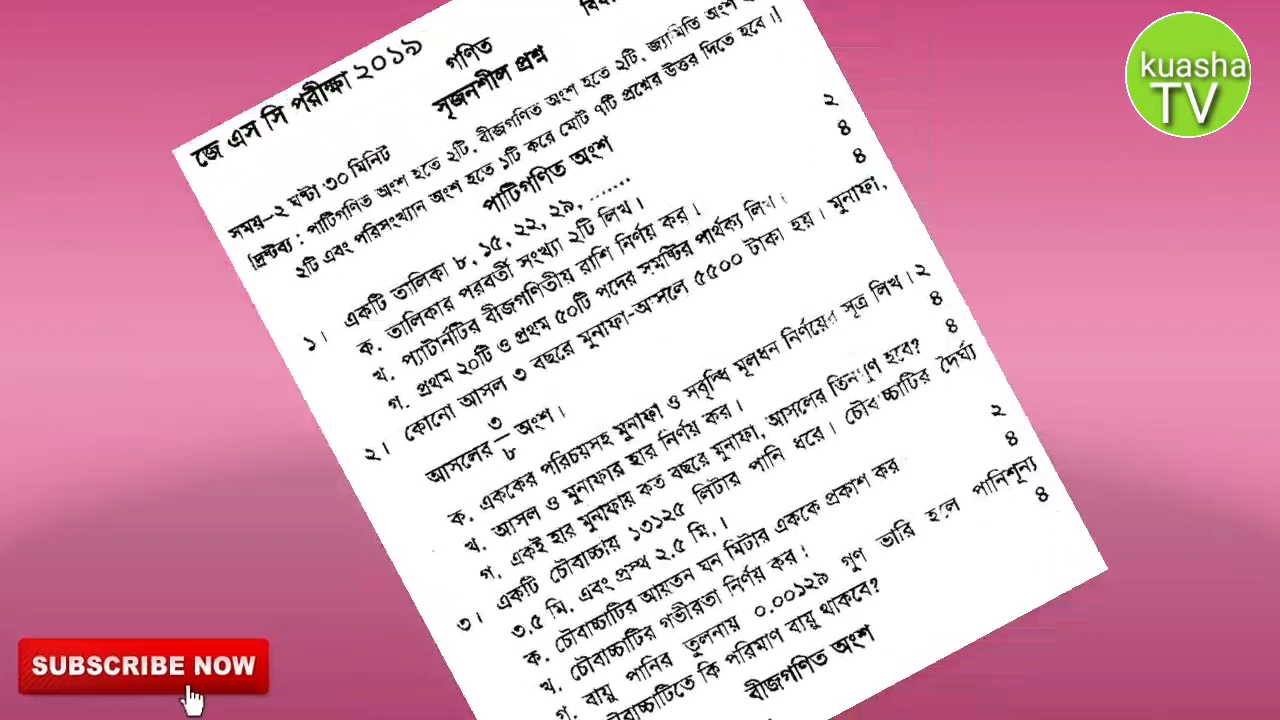 জে এস সি পরীক্ষা ২০১৯
গণিত
সৃজনশীল প্রশ্ন
সময়–২ ঘন্টা ৩০ মিনিট
[দ্রষ্টব্য : পাটিগণিত অংশ হতে ২টি, বীজগণিত অংশ হতে ২টি, জ্যামিতি অংশ
২টি এবং পরিসংখ্যান অংশ হতে ১টি করে মোট ৭টি প্রশ্নের উত্তর দিতে হবে।]
পাটিগণিত অংশ
১। একটি তালিকা ৮, ১৫, ২২, ২৯, .......
ক. তালিকার পরবর্তী সংখ্যা ২টি লিখ। ২
খ. প্যাটার্নটির বীজগণিতীয় রাশি নির্ণয় কর। ৪
গ. প্রথম ২০টি ও প্রথম ৫০টি পদের সমষ্টির পার্থক্য লিখ। ৪
২। কোনো আসল ৩ বছরে মুনাফা-আসলে ৫৫০০ টাকা হয়। মুনাফা,
আসলের ৩/৮ অংশ।
ক. এককের পরিচয়সহ মুনাফা ও সবৃদ্ধি মূলধন নির্ণয়ের সূত্র লিখ। ২
খ. আসল ও মুনাফার হার নির্ণয় কর। ৪
গ. একই হার মুনাফায় কত বছরে মুনাফা, আসলের তিনগুণ হবে? ৪
৩। একটি চৌবাচ্চায় ১৩১২৫ লিটার পানি ধরে। চৌবাচ্চাটির দৈর্ঘ্য
৩.৫ মি. এবং প্রস্থ ২.৫ মি.।
ক. চৌবাচ্চাটির আয়তন ঘন মিটার এককে প্রকাশ কর ২
খ. চৌবাচ্চাটির গভীরতা নির্ণয় কর। ৪
গ. বায়ু পানির তুলনায় ০.০০১২৯ গুণ ভারি হলে পানিশূন্য
চৌবাচ্চাটিতে কি পরিমাণ বায়ু থাকবে? ৪
বীজগণিত অংশ
kuasha
TV
SUBSCRIBE NOW